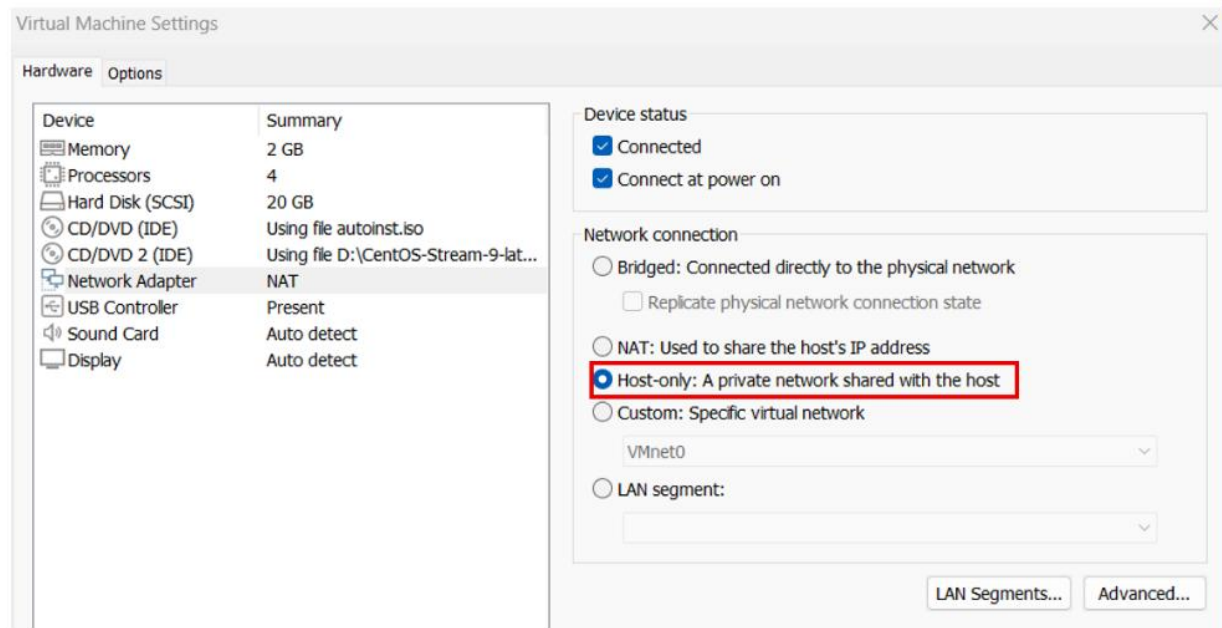 Virtual Machine Settings
Hardware Options
Device Summary
Memory 2 GB
Processors 4
Hard Disk (SCSI) 20 GB
CD/DVD (IDE) Using file autoinst.iso
CD/DVD 2 (IDE) Using file D:\CentOS-Stream-9-lat...
Network Adapter NAT
USB Controller Present
Sound Card Auto detect
Display Auto detect
Device status
Connected
Connect at power on
Network connection
Bridged: Connected directly to the physical network
Replicate physical network connection state
NAT: Used to share the host's IP address
Host-only: A private network shared with the host
Custom: Specific virtual network
VMnet0
LAN segment:
LAN Segments... Advanced...